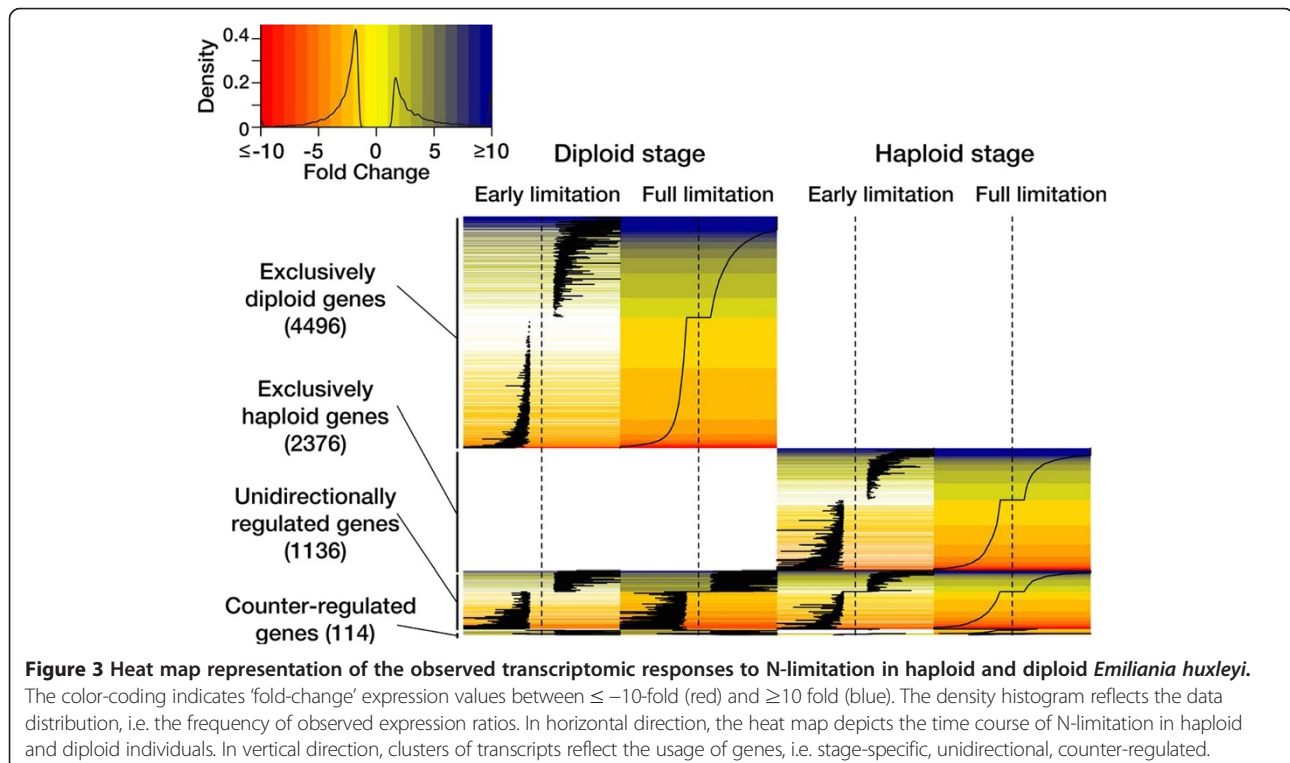 Density
0.4
0.2
0
≤-10 -5 0 5 ≥10
Fold Change
Diploid stage Haploid stage
Early limitation Full limitation Early limitation Full limitation
Exclusively
diploid genes
(4496)
Exclusively
haploid genes
(2376)
Unidirectionally
regulated genes
(1136)
Counter-regulated
genes (114)
Figure 3 Heat map representation of the observed transcriptomic responses to N-limitation in haploid and diploid Emiliania huxleyi.
The color-coding indicates ‘fold-change’ expression values between ≤ −10-fold (red) and ≥10 fold (blue). The density histogram reflects the data
distribution, i.e. the frequency of observed expression ratios. In horizontal direction, the heat map depicts the time course of N-limitation in haploid
and diploid individuals. In vertical direction, clusters of transcripts reflect the usage of genes, i.e. stage-specific, unidirectional, counter-regulated.